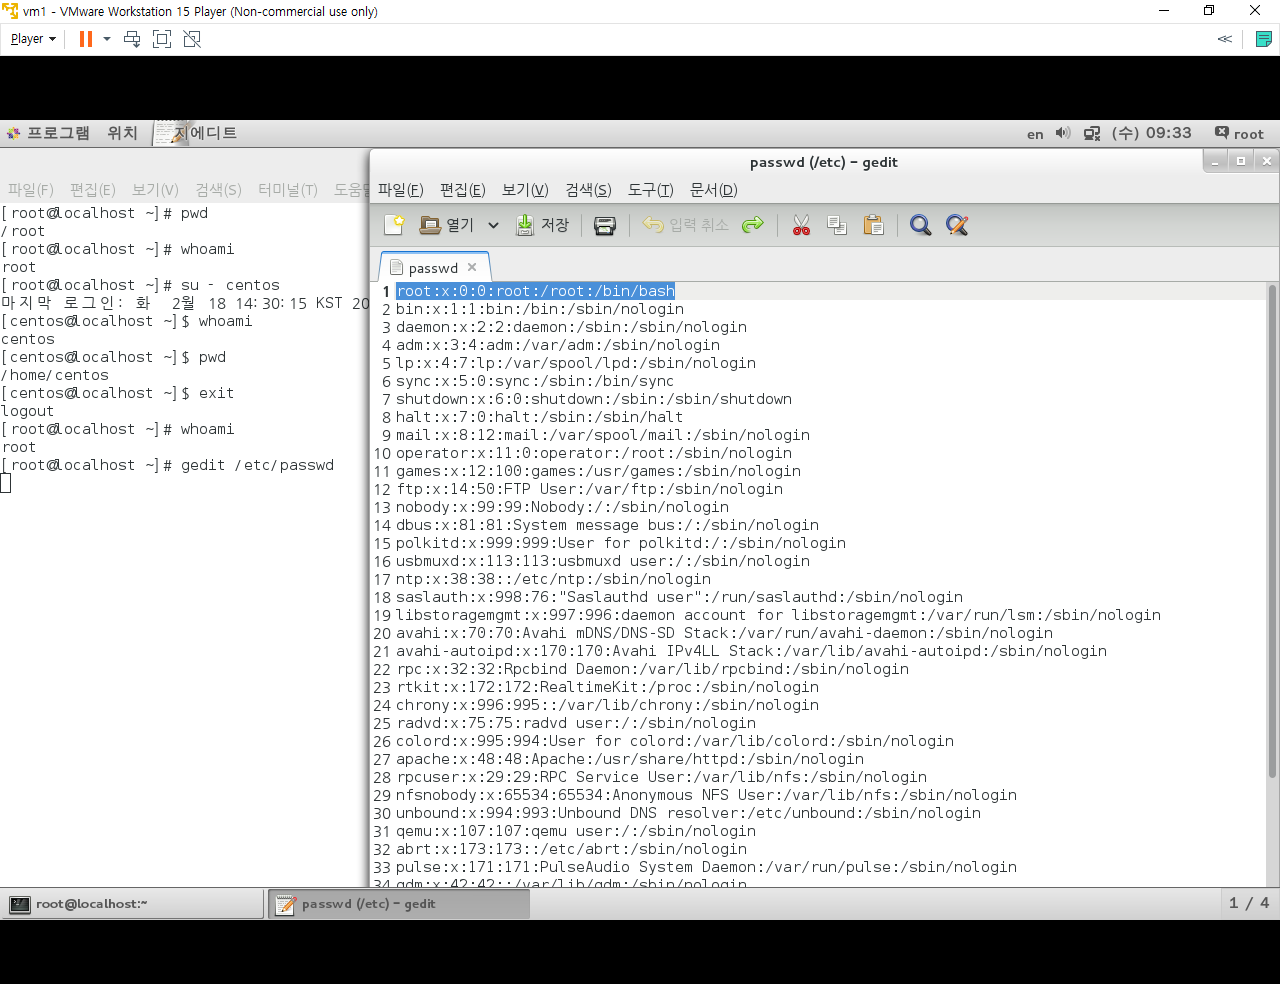 vm1 - VMware Workstation 15 Player (Non-commercial use only)
Player
프로그램 위치 지에디트 en (수) 09:33 root
passwd (/etc) - gedit
파일(F) 편집(E) 보기(V) 검색(S) 터미널(T)
[root@localhost ~]# pwd
/root
[root@localhost ~]# whoami
root
[root@localhost ~]# su - centos
마지막 로그인: 화 2월 18 14:30:15 KST 20
[centos@localhost ~]$ whoami
centos
[centos@localhost ~]$ pwd
/home/centos
[centos@localhost ~]$ exit
logout
[root@localhost ~]# whoami
root
[root@localhost ~]# gedit /etc/passwd
파일(F) 편집(E) 보기(V) 검색(S) 도구(T) 문서(D)
열기 저장 입력 취소
passwd
1 root:x:0:0:root:/root:/bin/bash
2 bin:x:1:1:bin:/bin:/sbin/nologin
3 daemon:x:2:2:daemon:/sbin:/sbin/nologin
4 adm:x:3:4:adm:/var/adm:/sbin/nologin
5 lp:x:4:7:lp:/var/spool/lpd:/sbin/nologin
6 sync:x:5:0:sync:/sbin:/bin/sync
7 shutdown:x:6:0:shutdown:/sbin:/sbin/shutdown
8 halt:x:7:0:halt:/sbin:/sbin/halt
9 mail:x:8:12:mail:/var/spool/mail:/sbin/nologin
10 operator:x:11:0:operator:/root:/sbin/nologin
11 games:x:12:100:games:/usr/games:/sbin/nologin
12 ftp:x:14:50:FTP User:/var/ftp:/sbin/nologin
13 nobody:x:99:99:Nobody:/:/sbin/nologin
14 dbus:x:81:81:System message bus:/:/sbin/nologin
15 polkitd:x:999:999:User for polkitd:/:/sbin/nologin
16 usbmuxd:x:113:113:usbmuxd user:/:/sbin/nologin
17 ntp:x:38:38::/etc/ntp:/sbin/nologin
18 saslauth:x:998:76:"Saslauthd user":/run/saslauthd:/sbin/nologin
19 libstoragemgmt:x:997:996:daemon account for libstoragemgmt:/var/run/lsm:/sbin/nologin
20 avahi:x:70:70:Avahi mDNS/DNS-SD Stack:/var/run/avahi-daemon:/sbin/nologin
21 avahi-autoipd:x:170:170:Avahi IPv4LL Stack:/var/lib/avahi-autoipd:/sbin/nologin
22 rpc:x:32:32:Rpcbind Daemon:/var/lib/rpcbind:/sbin/nologin
23 rtkit:x:172:172:RealtimeKit:/proc:/sbin/nologin
24 chrony:x:996:995::/var/lib/chrony:/sbin/nologin
25 radvd:x:75:75:radvd user:/:/sbin/nologin
26 colord:x:995:994:User for colord:/var/lib/colord:/sbin/nologin
27 apache:x:48:48:Apache:/usr/share/httpd:/sbin/nologin
28 rpcuser:x:29:29:RPC Service User:/var/lib/nfs:/sbin/nologin
29 nfsnobody:x:65534:65534:Anonymous NFS User:/var/lib/nfs:/sbin/nologin
30 unbound:x:994:993:Unbound DNS resolver:/etc/unbound:/sbin/nologin
31 qemu:x:107:107:qemu user:/:/sbin/nologin
32 abrt:x:173:173::/etc/abrt:/sbin/nologin
33 pulse:x:171:171:PulseAudio System Daemon:/var/run/pulse:/sbin/nologin
34 gdm:x:42:42::/var/lib/gdm:/sbin/nologin
root@localhost:~ passwd (/etc) - gedit 1 / 4